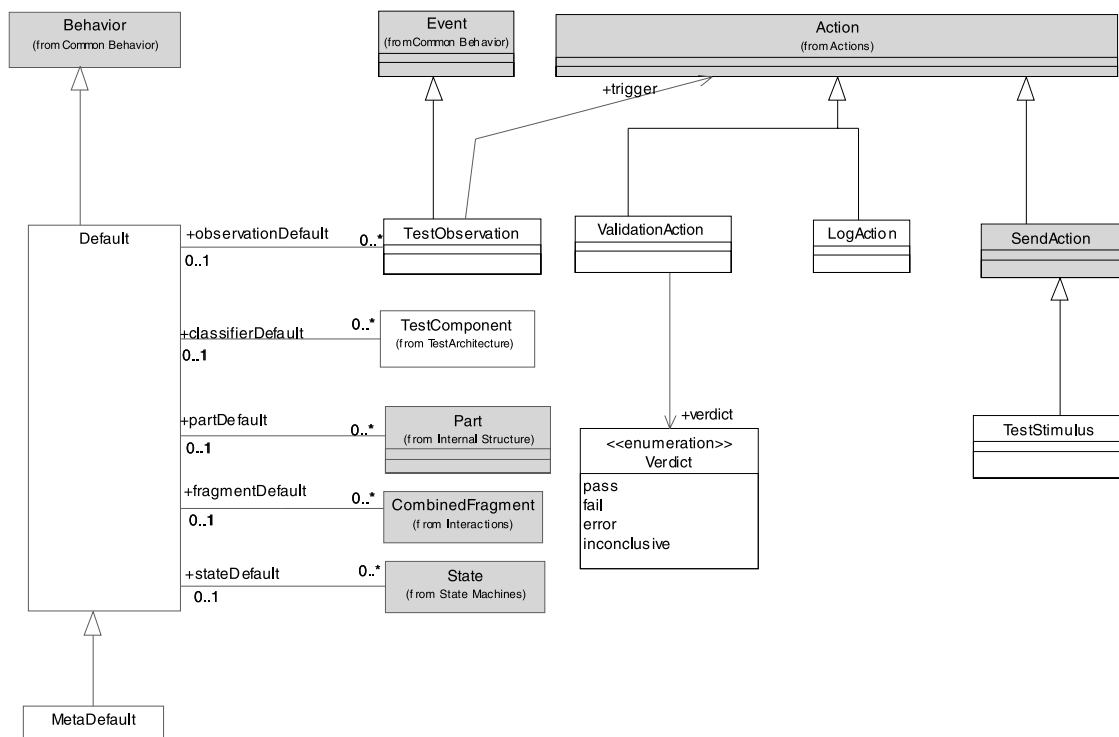 Behavior
(from Common Behavior)
Event
(from Common Behavior)
Action
(from Actions)
+trigger
Default
+observationDefault
0..1
0..*
TestObservation
ValidationAction
LogAction
SendAction
+classifierDefault
0..1
0..*
TestComponent
(from TestArchitecture)
+partDefault
0..1
0..*
Part
(from Internal Structure)
+verdict
<<enumeration>>
Verdict
pass
fail
error
inconclusive
TestStimulus
+fragmentDefault
0..1
0..*
CombinedFragment
(from Interactions)
+stateDefault
0..1
0..*
State
(from State Machines)
MetaDefault